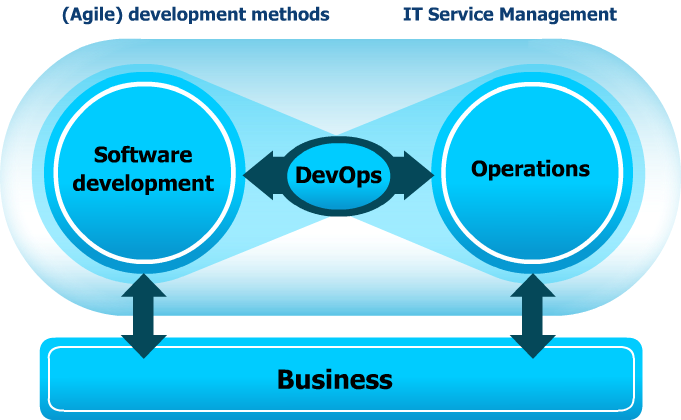 (Agile) development methods
IT Service Management
Software
development
DevOps
Operations
Business